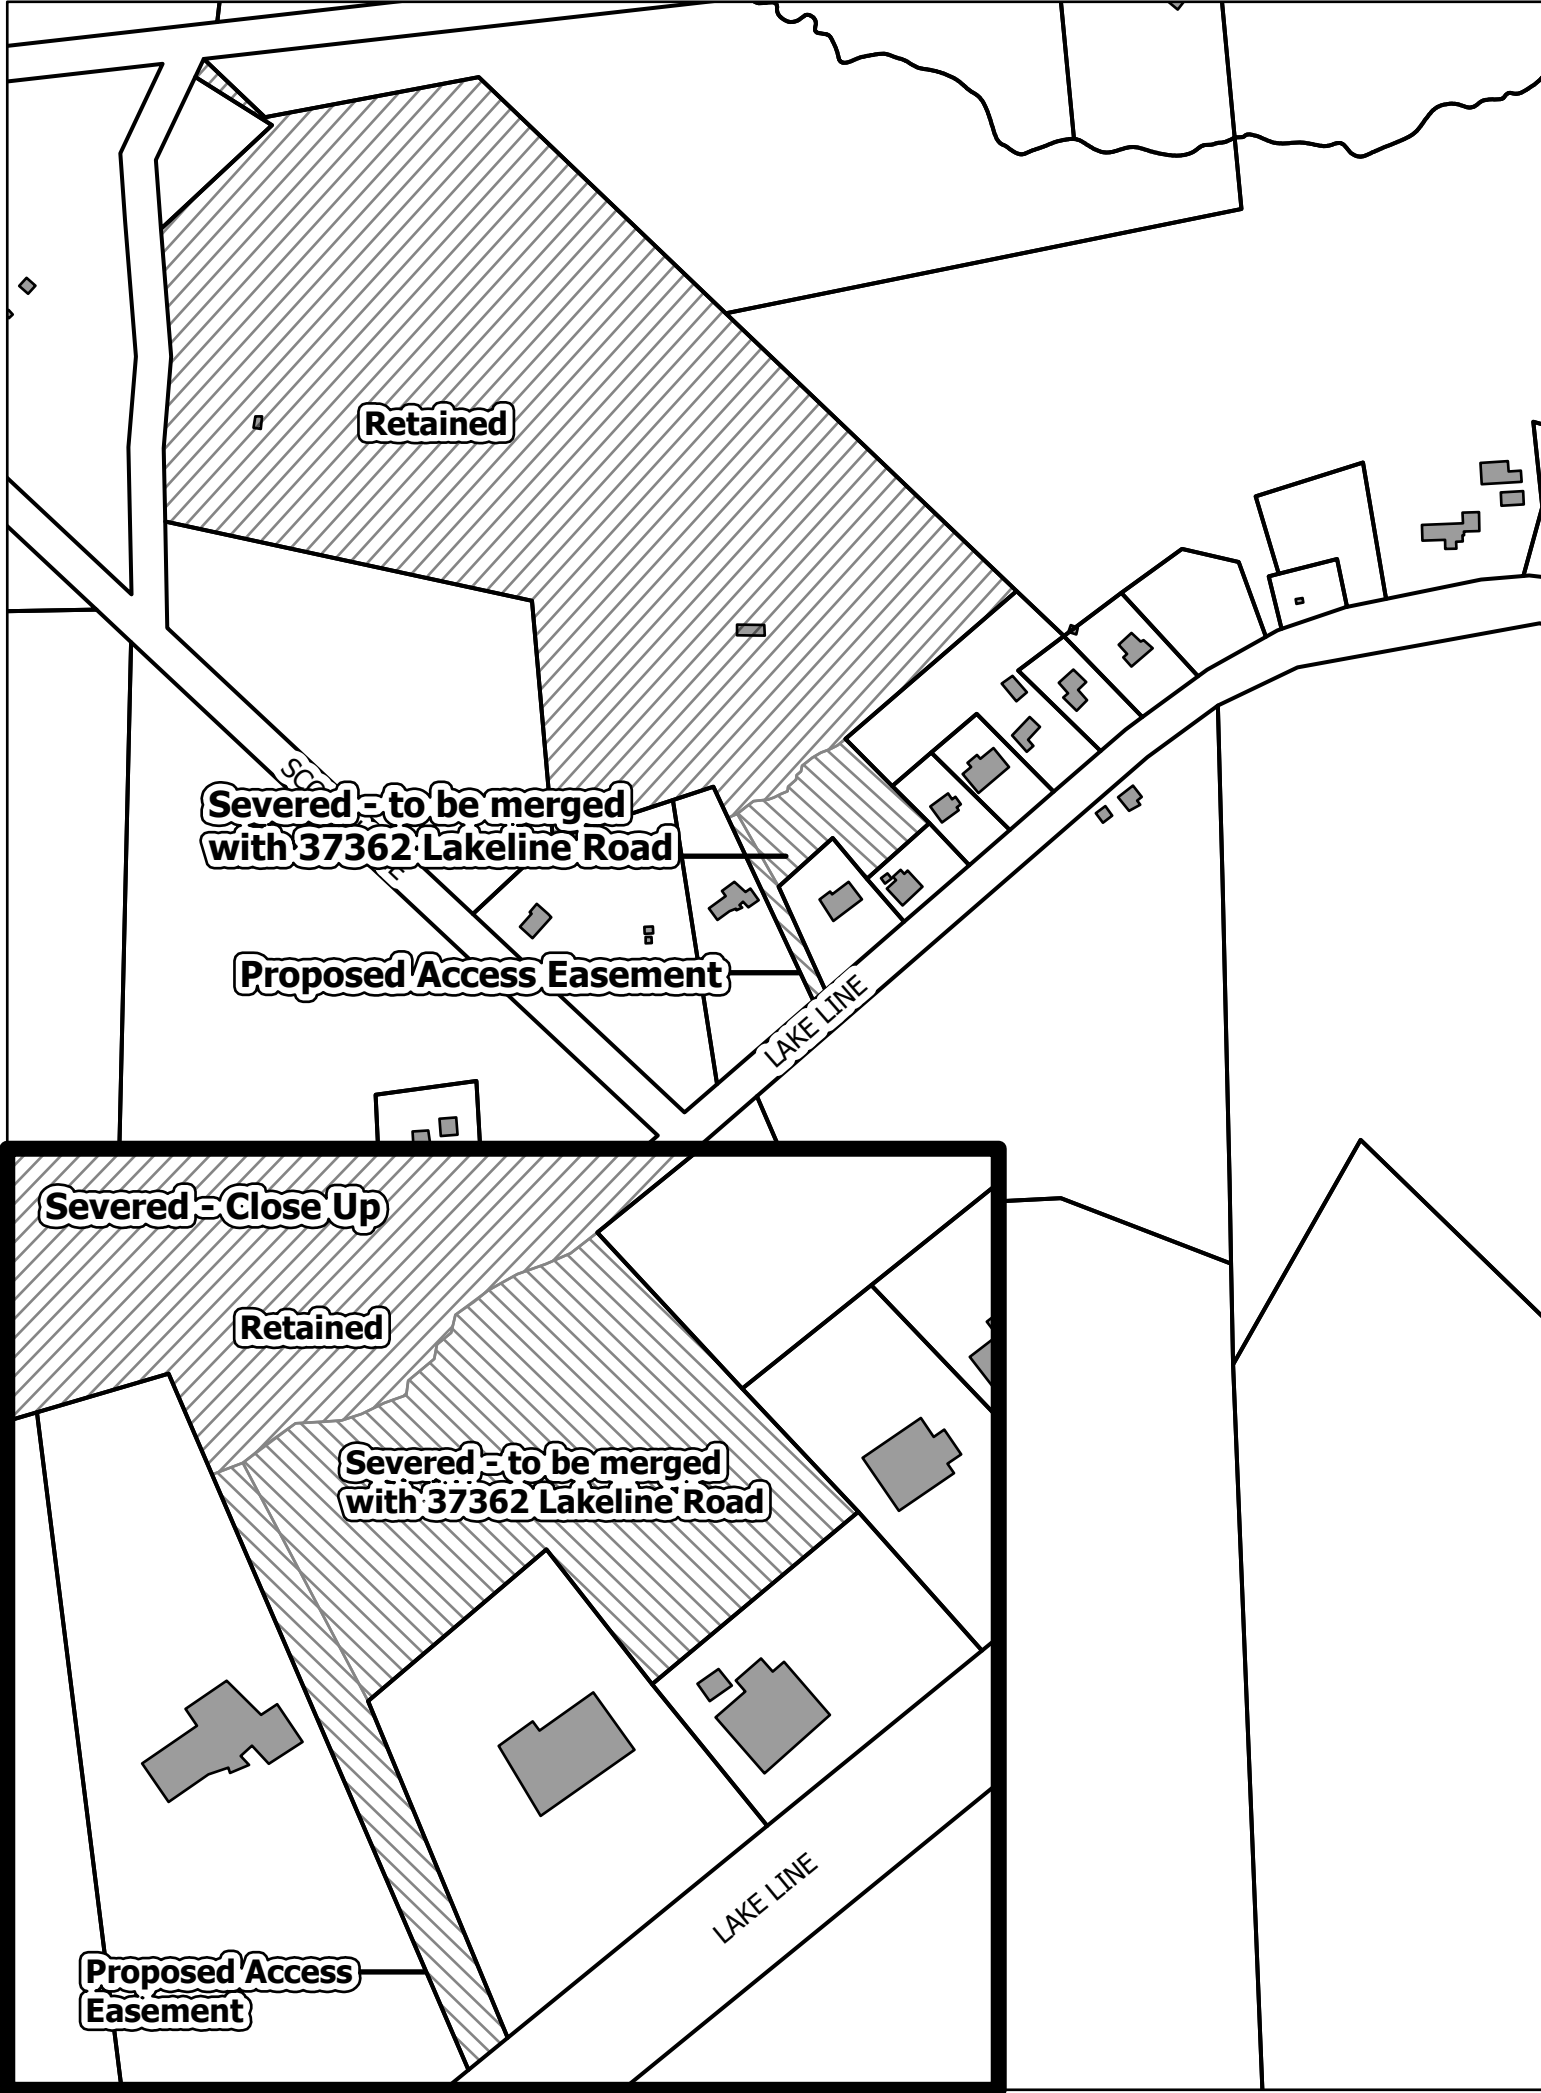 Retained
Severed - to be merged
with 37362 Lakeline Road
Proposed Access Easement
LAKE LINE
Severed - Close Up
Retained
Severed - to be merged
with 37362 Lakeline Road
LAKE LINE
Proposed Access
Easement